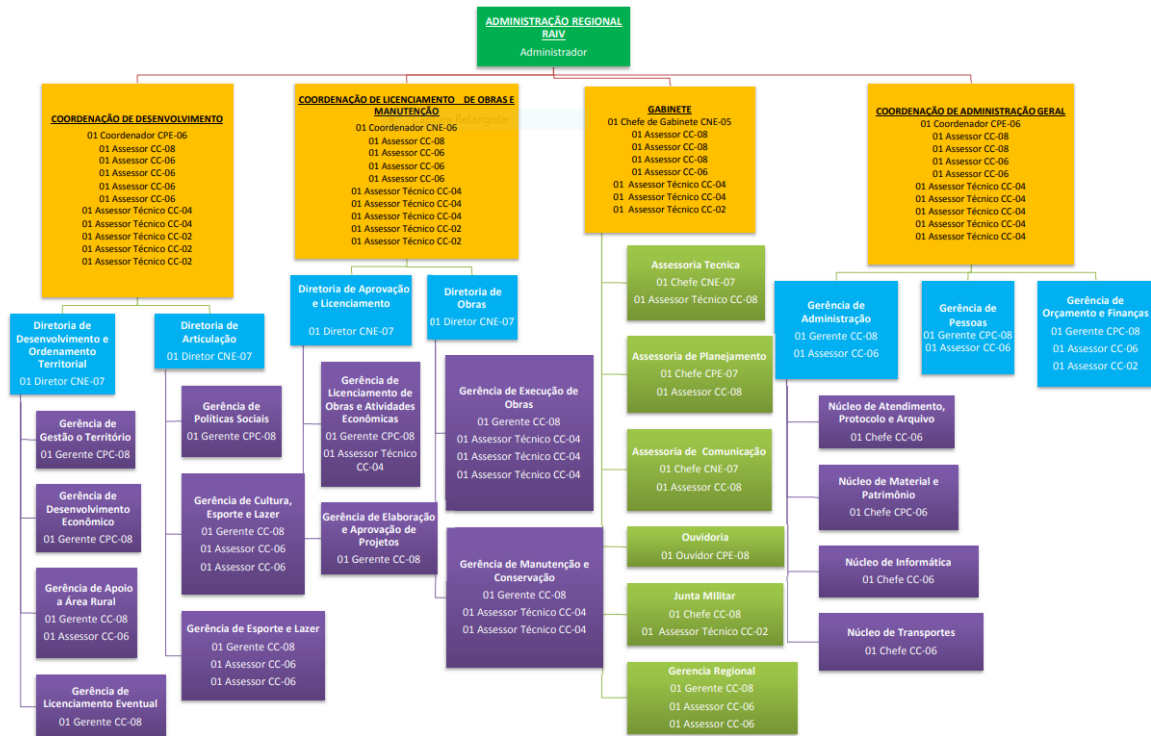 ADMINISTRAÇÃO REGIONAL
RAIV
Administrador
COORDENAÇÃO DE DESENVOLVIMENTO
01 Coordenador CPE-06
01 Assessor CC-08
01 Assessor CC-06
01 Assessor CC-06
01 Assessor CC-06
01 Assessor CC-06
01 Assessor Técnico CC-04
01 Assessor Técnico CC-04
01 Assessor Técnico CC-02
01 Assessor Técnico CC-02
01 Assessor Técnico CC-02
COORDENAÇÃO DE LICENCIAMENTO DE OBRAS E
MANUTENÇÃO
Retangular
01 Coordenador CNE-06
01 Assessor CC-08
01 Assessor CC-06
01 Assessor CC-06
01 Assessor CC-06
01 Assessor Técnico CC-04
01 Assessor Técnico CC-04
01 Assessor Técnico CC-04
01 Assessor Técnico CC-02
01 Assessor Técnico CC-02
GABINETE
01 Chefe de Gabinete CNE-05
01 Assessor CC-08
01 Assessor CC-08
01 Assessor CC-08
01 Assessor CC-06
01 Assessor Técnico CC-04
01 Assessor Técnico CC-04
01 Assessor Técnico CC-02
COORDENAÇÃO DE ADMINISTRAÇÃO GERAL
01 Coordenador CPE-06
01 Assessor CC-08
01 Assessor CC-08
01 Assessor CC-06
01 Assessor CC-06
01 Assessor Técnico CC-04
01 Assessor Técnico CC-04
01 Assessor Técnico CC-04
01 Assessor Técnico CC-04
01 Assessor Técnico CC-04
Diretoria de
Desenvolvimento e
Ordenamento
Territorial
01 Diretor CNE-07
Diretoria de
Articulação
01 Diretor CNE-07
Gerência de
Gestão o Território
01 Gerente CPC-08
Gerência de
Desenvolvimento
Econômico
01 Gerente CPC-08
Gerência de Apoio
a Área Rural
01 Gerente CC-08
01 Assessor CC-06
Gerência de
Licenciamento Eventual
01 Gerente CC-08
Gerência de
Políticas Sociais
01 Gerente CPC-08
Gerência de Cultura,
Esporte e Lazer
01 Gerente CC-08
01 Assessor CC-06
01 Assessor CC-06
Gerência de Esporte e Lazer
01 Gerente CC-08
01 Assessor CC-06
01 Assessor CC-06
Diretoria de Aprovação
e Licenciamento
01 Diretor CNE-07
Diretoria de
Obras
01 Diretor CNE-07
Gerência de
Licenciamento de
Obras e Atividades
Econômicas
01 Gerente CPC-08
01 Assessor Técnico
CC-04
Gerência de Elaboração
e Aprovação de
Projetos
01 Gerente CC-08
Gerência de Execução de
Obras
01 Gerente CC-08
01 Assessor Técnico CC-04
01 Assessor Técnico CC-04
01 Assessor Técnico CC-04
Gerência de Manutenção e
Conservação
01 Gerente CC-08
01 Assessor Técnico CC-04
01 Assessor Técnico CC-04
Assessoria Tecnica
01 Chefe CNE-07
01 Assessor Técnico CC-08
Assessoria de Planejamento
01 Chefe CPE-07
01 Assessor CC-08
Assessoria de Comunicação
01 Chefe CNE-07
01 Assessor CC-08
Ouvidoria
01 Ouvidor CPE-08
Junta MIlitar
01 Chefe CC-08
01 Assessor Técnico CC-02
Gerencia Regional
01 Gerente CC-08
01 Assessor CC-06
01 Assessor CC-06
Gerência de
Administração
01 Gerente CC-08
01 Assessor CC-06
Gerência de
Pessoas
01 Gerente CPC-08
01 Assessor CC-06
Gerência de
Orçamento e Finanças
01 Gerente CPC-08
01 Assessor CC-06
01 Assessor CC-02
Núcleo de Atendimento,
Protocolo e Arquivo
01 Chefe CC-06
Núcleo de Material e
Patrimônio
01 Chefe CPC-06
Núcleo de Informática
01 Chefe CC-06
Núcleo de Transportes
01 Chefe CC-06